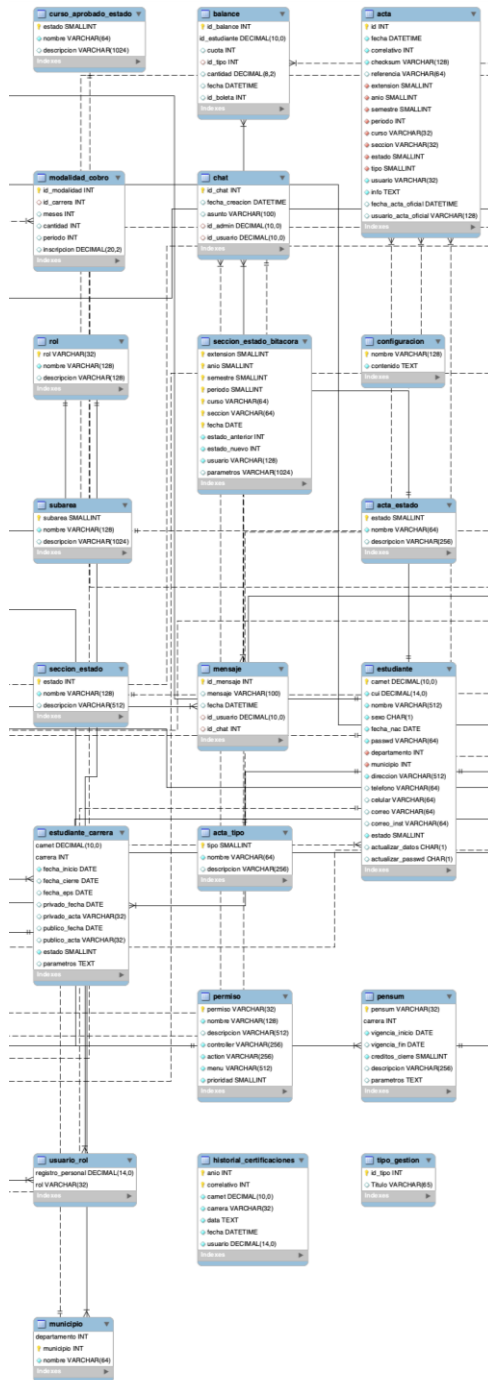 curso_aprobado_estado
estado SMALLINT
nombre VARCHAR(64)
descripcion VARCHAR(1024)
Indexes
balance
id_balance INT
id_estudiante DECIMAL(10,0)
cuota INT
id_tipo INT
cantidad DECIMAL(8,2)
fecha DATETIME
id_boleta INT
Indexes
acta
id INT
fecha DATETIME
correlativo INT
checksum VARCHAR(128)
referencia VARCHAR(64)
extension SMALLINT
anio SMALLINT
semestre SMALLINT
periodo INT
curso VARCHAR(32)
seccion VARCHAR(32)
estado SMALLINT
tipo SMALLINT
usuario VARCHAR(32)
info TEXT
fecha_acta_oficial DATETIME
usuario_acta_oficial VARCHAR(128)
Indexes
modalidad_cobro
id_modalidad INT
id_carrera INT
meses INT
cantidad INT
periodo INT
inscripcion DECIMAL(20,2)
Indexes
chat
id_chat INT
fecha_creacion DATETIME
asunto VARCHAR(100)
id_admin DECIMAL(10,0)
id_usuario DECIMAL(10,0)
Indexes
rol
rol VARCHAR(32)
nombre VARCHAR(128)
descripcion VARCHAR(128)
Indexes
seccion_estado_bitacora
extension SMALLINT
anio SMALLINT
semestre SMALLINT
periodo SMALLINT
curso VARCHAR(64)
seccion VARCHAR(64)
fecha DATE
estado_anterior INT
estado_nuevo INT
usuario VARCHAR(128)
parametros VARCHAR(1024)
Indexes
configuracion
nombre VARCHAR(128)
contenido TEXT
Indexes
subarea
subarea SMALLINT
nombre VARCHAR(128)
descripcion VARCHAR(1024)
Indexes
acta_estado
estado SMALLINT
nombre VARCHAR(64)
descripcion VARCHAR(256)
Indexes
seccion_estado
estado INT
nombre VARCHAR(128)
descripcion VARCHAR(512)
Indexes
mensaje
id_mensaje INT
mensaje VARCHAR(100)
fecha DATETIME
id_usuario DECIMAL(10,0)
id_chat INT
Indexes
estudiante
carnet DECIMAL(10,0)
cui DECIMAL(14,0)
nombre VARCHAR(512)
sexo CHAR(1)
fecha_nac DATE
passwd VARCHAR(64)
departamento INT
municipio INT
direccion VARCHAR(512)
telefono VARCHAR(64)
celular VARCHAR(64)
correo VARCHAR(64)
correo_inst VARCHAR(64)
estado SMALLINT
actualizar_datos CHAR(1)
actualizar_passwd CHAR(1)
Indexes
estudiante_carrera
carnet DECIMAL(10,0)
carrera INT
fecha_inicio DATE
fecha_cierre DATE
fecha_eps DATE
privado_fecha DATE
privado_acta VARCHAR(32)
publico_fecha DATE
publico_acta VARCHAR(32)
estado SMALLINT
parametros TEXT
Indexes
acta_tipo
tipo SMALLINT
nombre VARCHAR(64)
descripcion VARCHAR(256)
Indexes
permiso
permiso VARCHAR(32)
nombre VARCHAR(128)
descripcion VARCHAR(512)
controller VARCHAR(256)
action VARCHAR(256)
menu VARCHAR(512)
prioridad SMALLINT
Indexes
pensum
pensum VARCHAR(32)
carrera INT
vigencia_inicio DATE
vigencia_fin DATE
creditos_cierre SMALLINT
descripcion VARCHAR(256)
parametros TEXT
Indexes
usuario_rol
registro_personal DECIMAL(14,0)
rol VARCHAR(32)
Indexes
historial_certificaciones
anio INT
correlativo INT
carnet DECIMAL(10,0)
carrera VARCHAR(32)
data TEXT
fecha DATETIME
usuario DECIMAL(14,0)
Indexes
tipo_gestion
id_tipo INT
Titulo VARCHAR(65)
Indexes
municipio
departamento INT
municipio INT
nombre VARCHAR(64)
Indexes